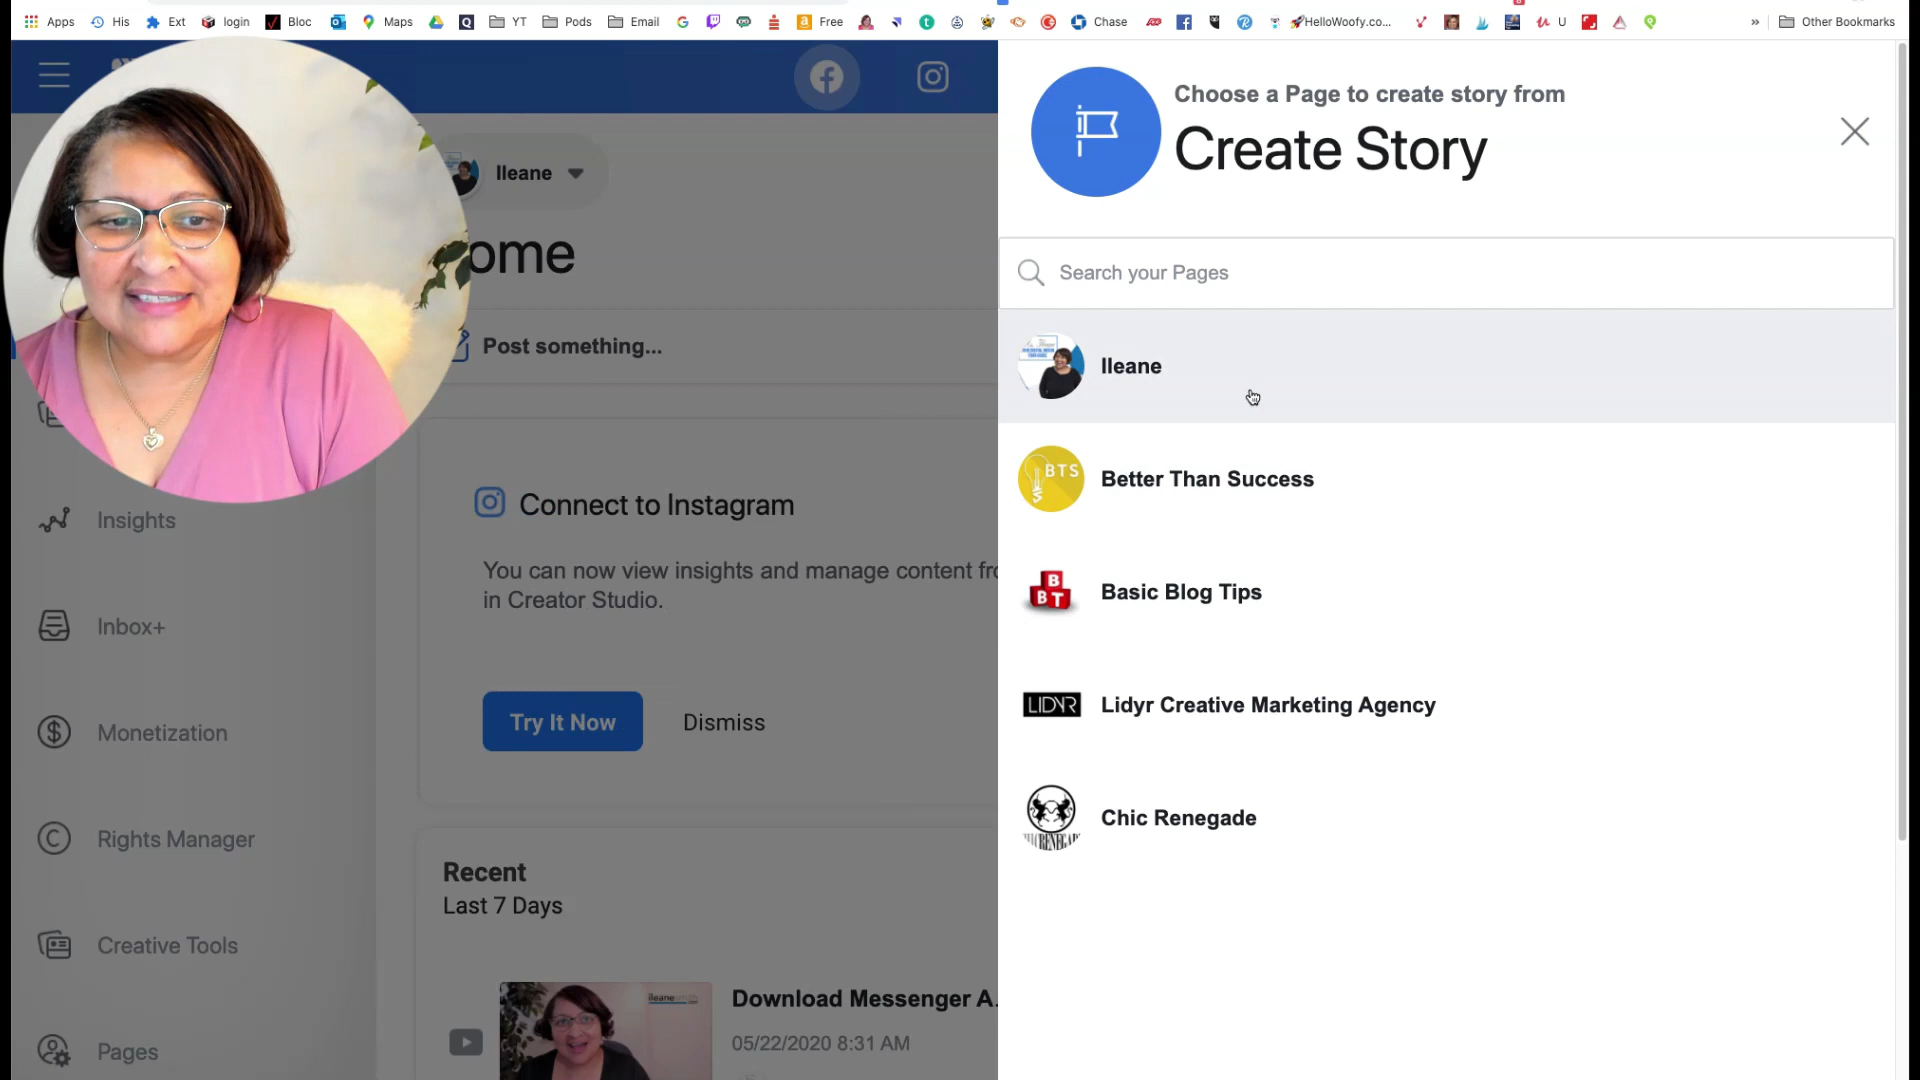 Apps His Ext login Bloc Maps YT Pods Email Free Chase HelloWoofy.co... U » Other Bookmarks
Ileane
ome
Post something...
Connect to Instagram
You can now view insights and manage content fr
in Creator Studio.
Try It Now Dismiss
Insights
Inbox+
Monetization
Rights Manager
Creative Tools
Pages
Recent
Last 7 Days
Download Messenger A.
05/22/2020 8:31 AM
Choose a Page to create story from
Create Story
Search your Pages
Ileane
BTS
Better Than Success
B
B T
Basic Blog Tips
LIDYR
Lidyr Creative Marketing Agency
Chic Renegade